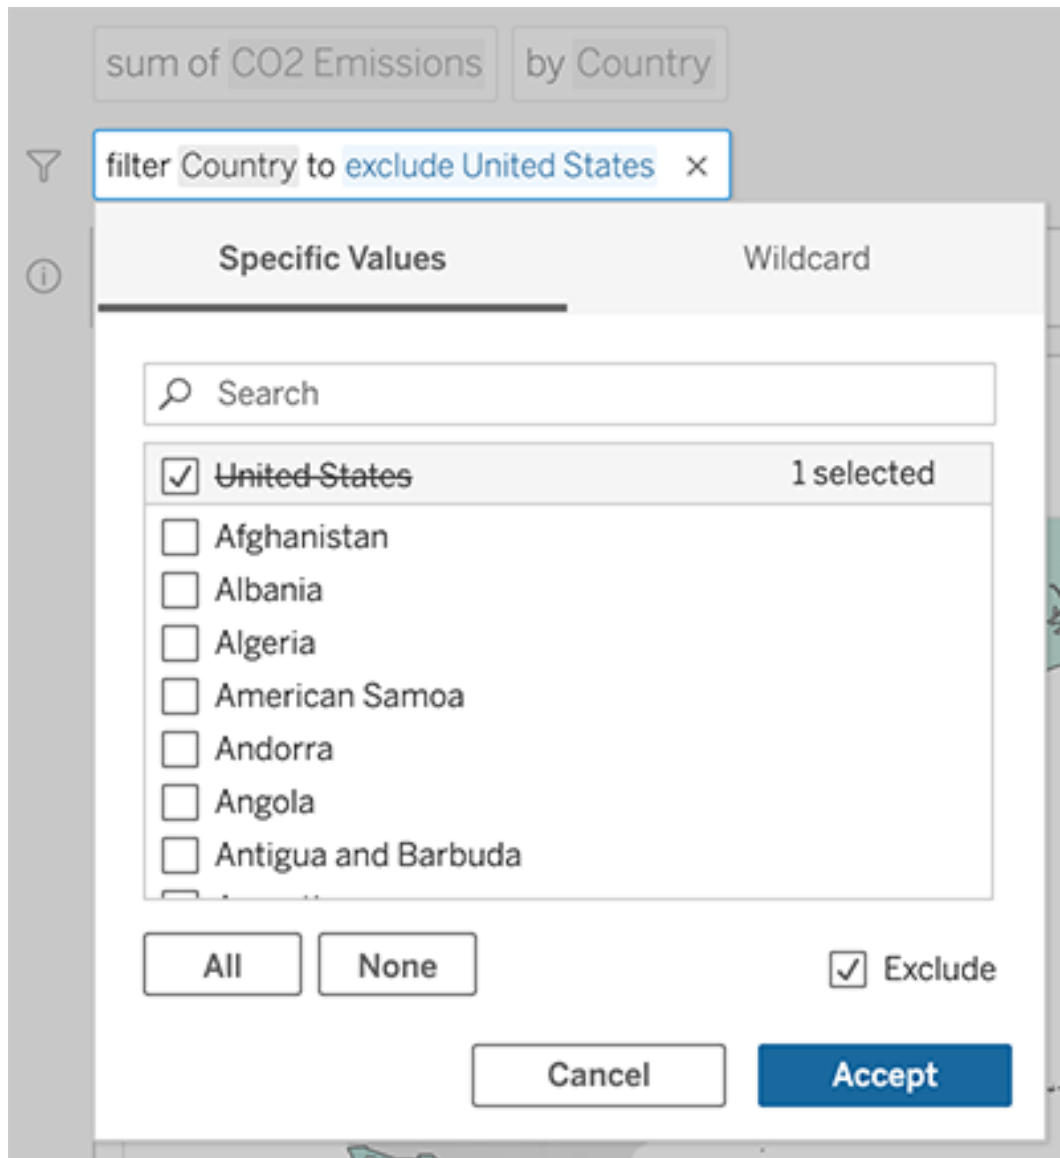 sum of CO2 Emissions by Country
filter Country to exclude United States
Specific Values Wildcard
Search
United States 1 selected
Afghanistan
Albania
Algeria
American Samoa
Andorra
Angola
Antigua and Barbuda
All None Exclude
Cancel Accept